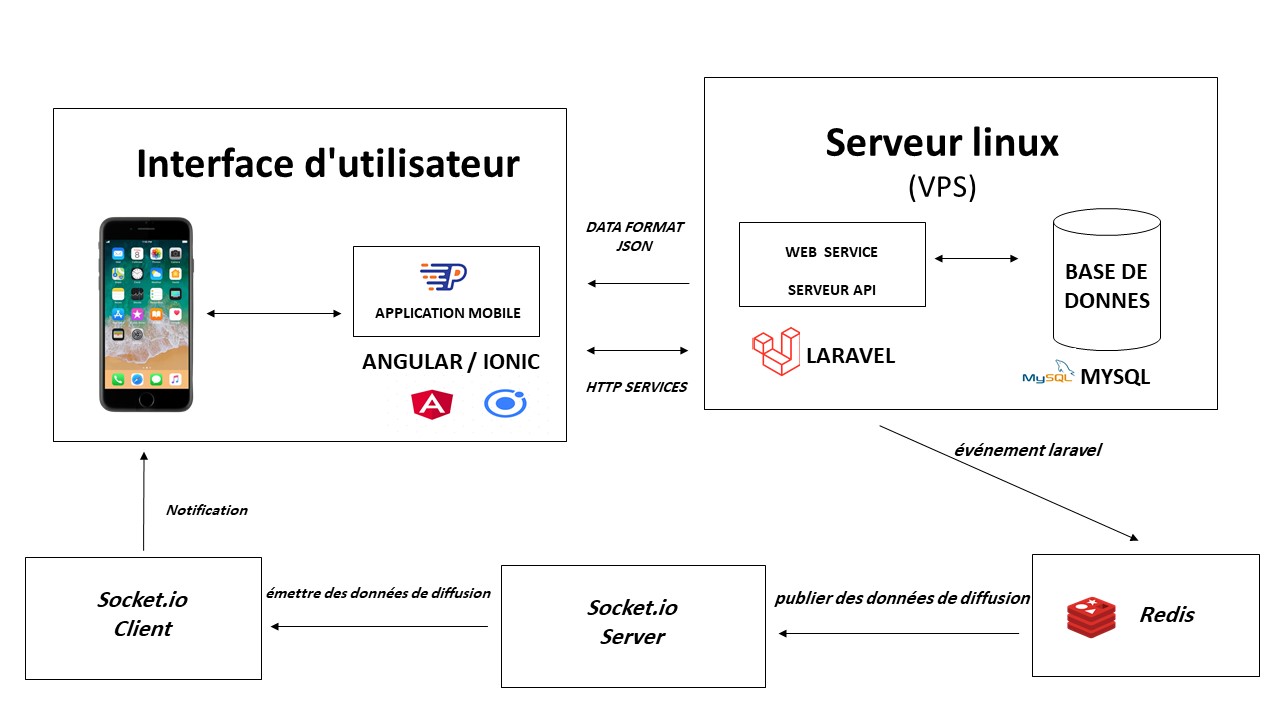 Interface d'utilisateur
APPLICATION MOBILE
ANGULAR / IONIC
DATA FORMAT
JSON
HTTP SERVICES
Serveur linux
(VPS)
WEB SERVICE
SERVEUR API
LARAVEL
BASE DE
DONNES
MySQL
MYSQL
événement laravel
Notification
Socket.io
Client
émettre des données de diffusion
Socket.io
Server
publier des données de diffusion
Redis